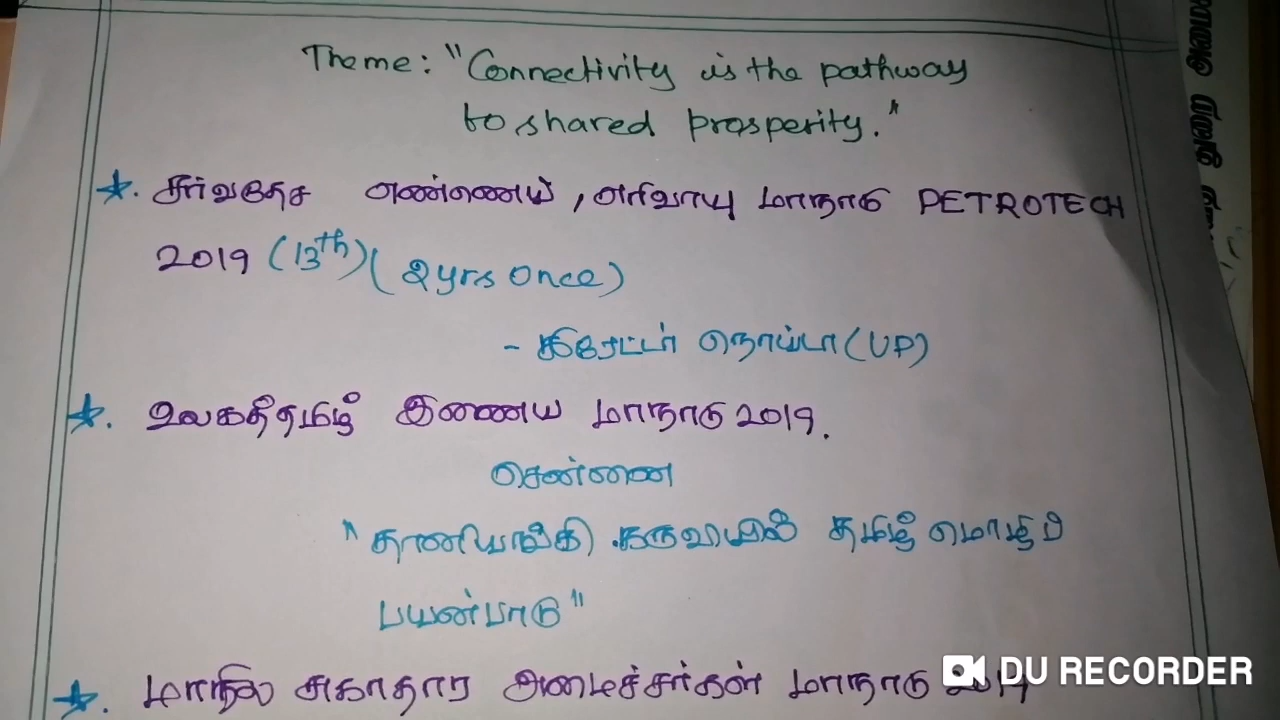 Theme: "Connectivity is the pathway
to shared prosperity."
★. சர்வதேச எண்ணெய், எரிவாயு மாநாடு PETROTECH
2019 (13th) (2yrs Once)
- கிரேட்டர் நொய்டா (UP)
★. உலகத்தமிழ் இணைய மாநாடு 2019.
சென்னை
"தானியங்கி கருவியில் தமிழ் மொழிப்
பயன்பாடு"
★. மாநில சுகாதார அமைச்சர்கள் மாநாடு 2019
DU RECORDER